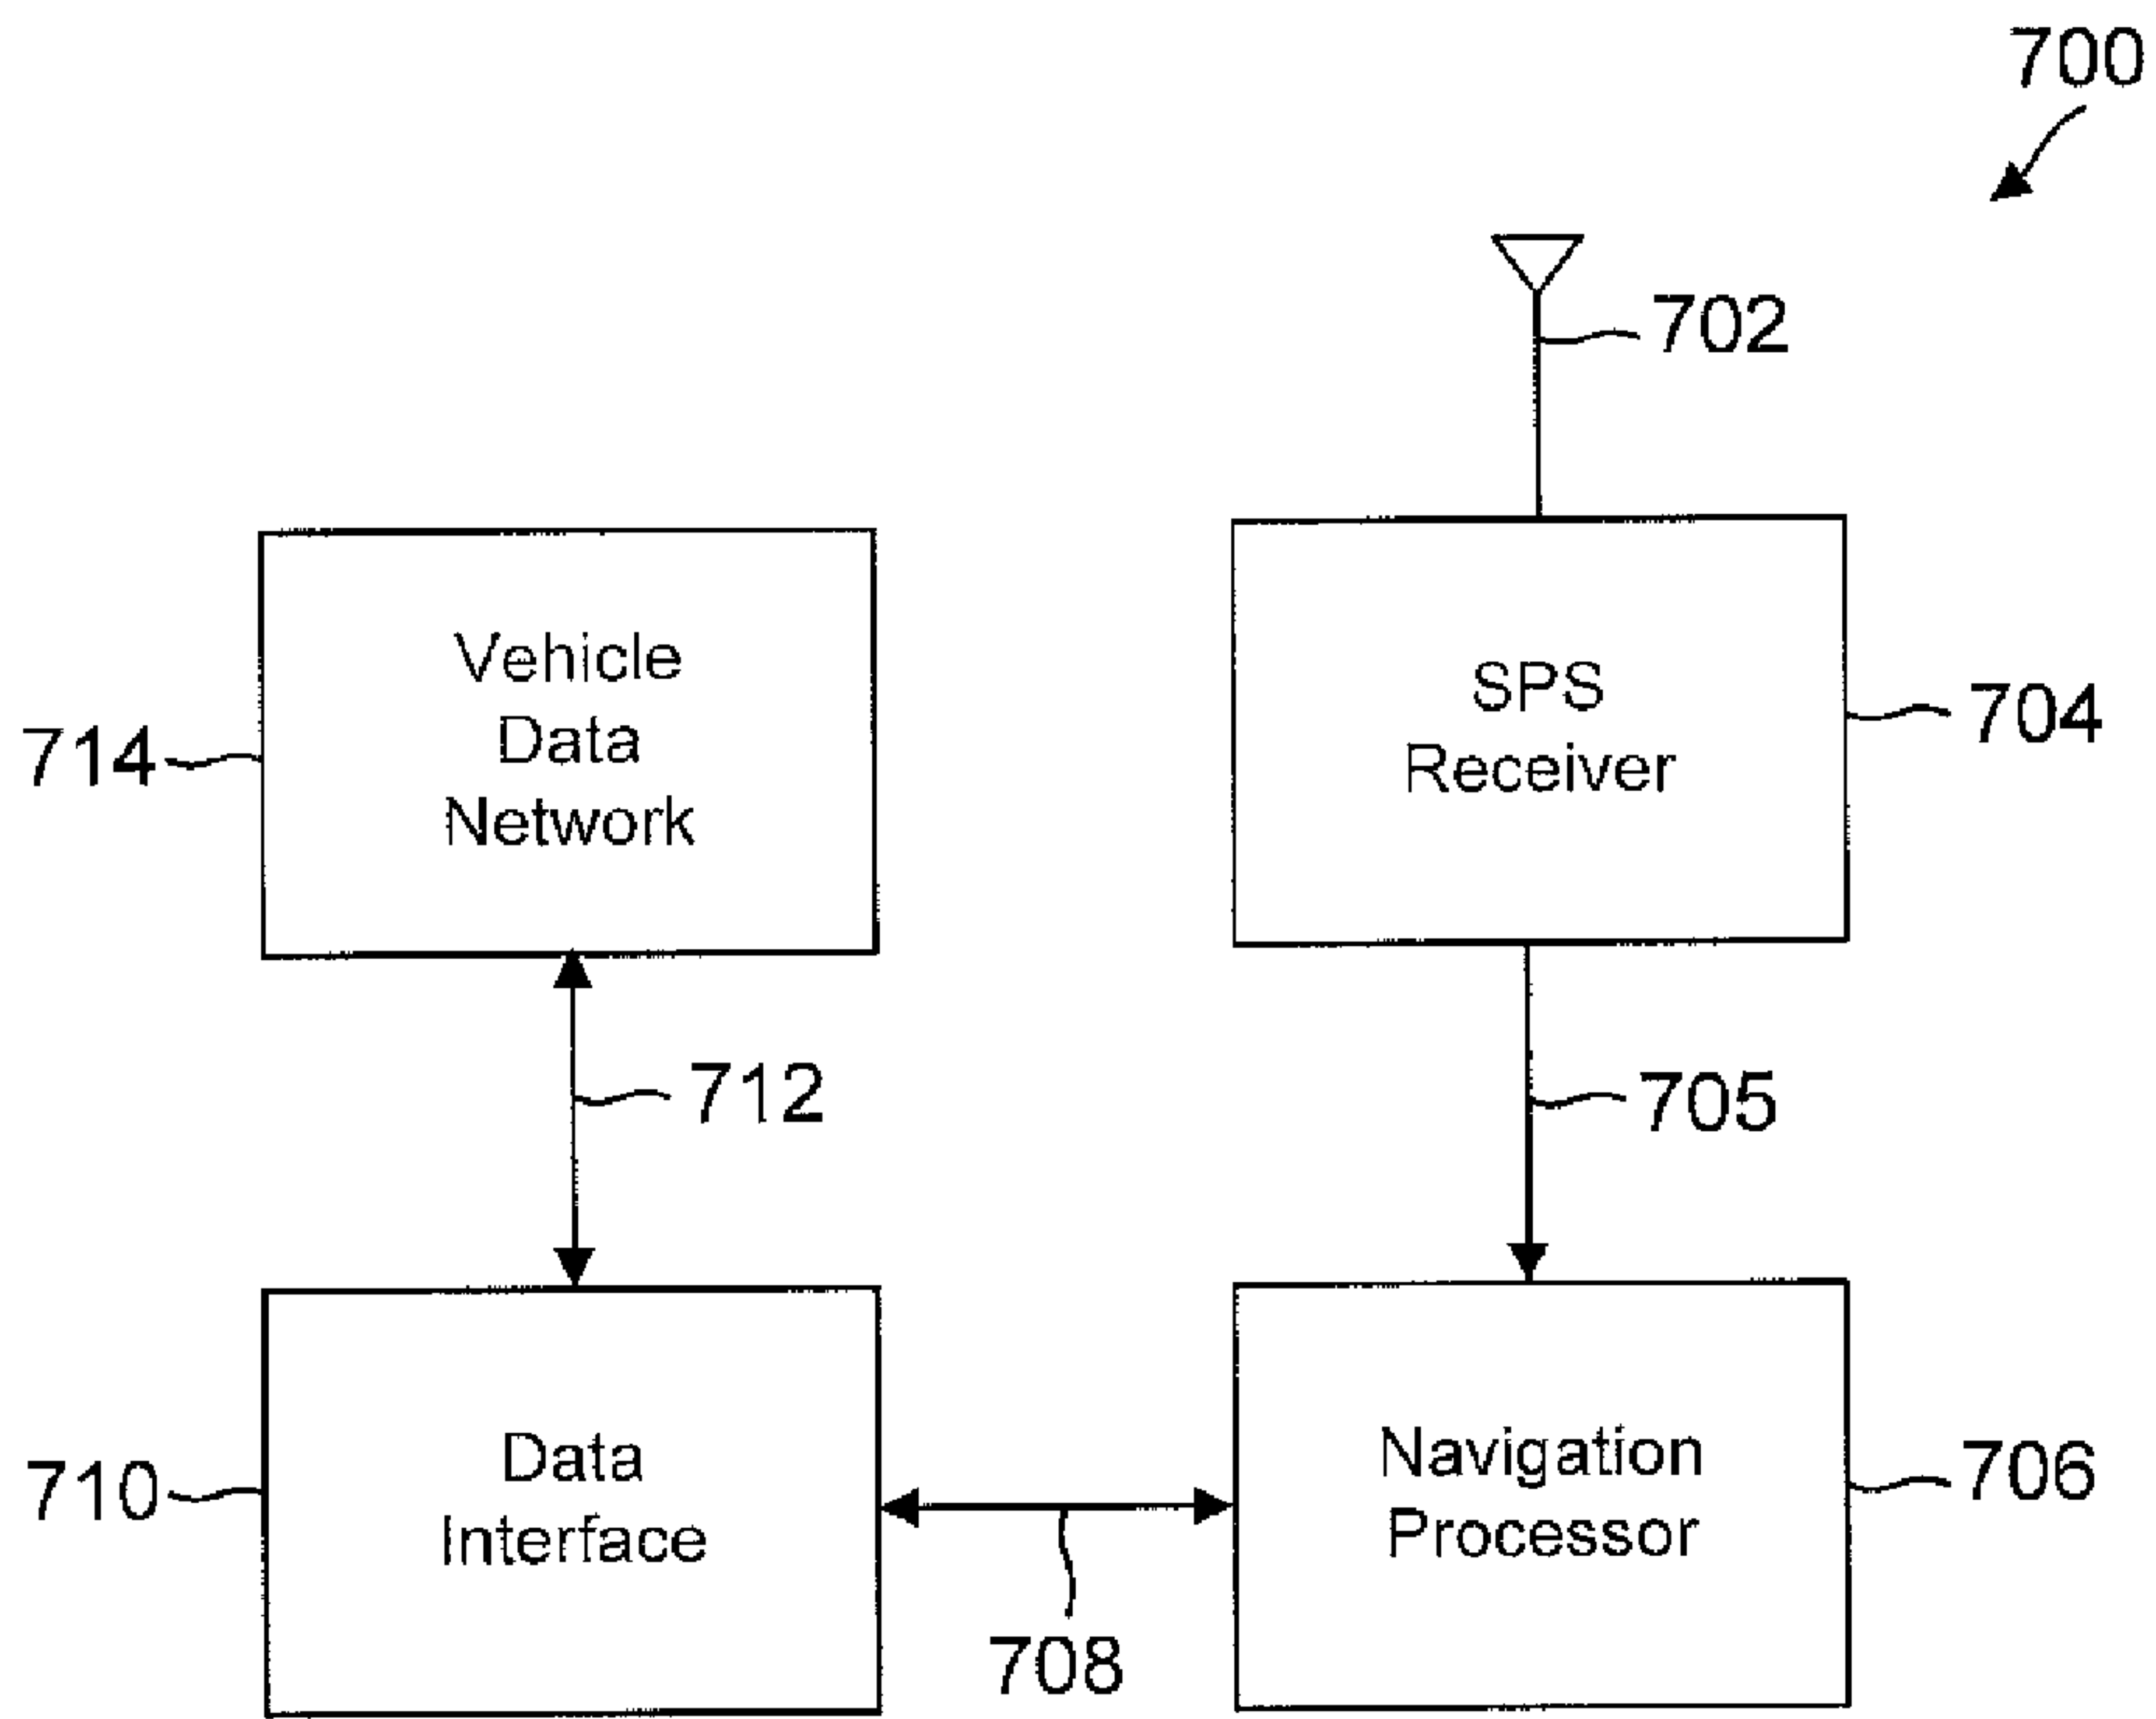 700
702
Vehicle
Data
Network
714
SPS
Receiver
704
712
705
Data
Interface
710
Navigation
Processor
706
708